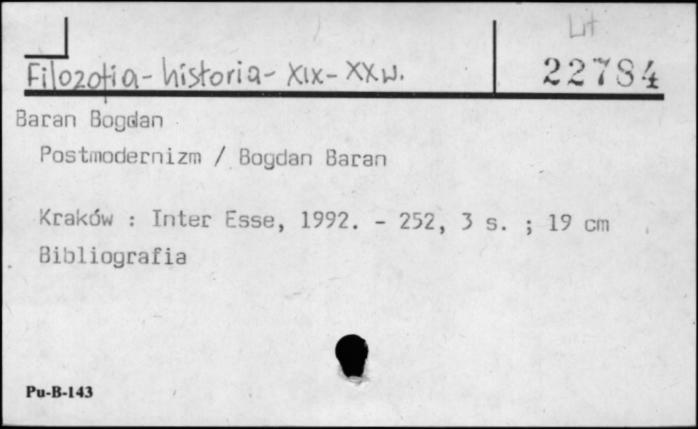 Lit
Filozofia - historia - XIX - XX w.
22784
Baran Bogdan
Postmodernizm / Bogdan Baran
Kraków : Inter Esse, 1992. - 252, 3 s. ; 19 cm
Bibliografia
Pu-B-143